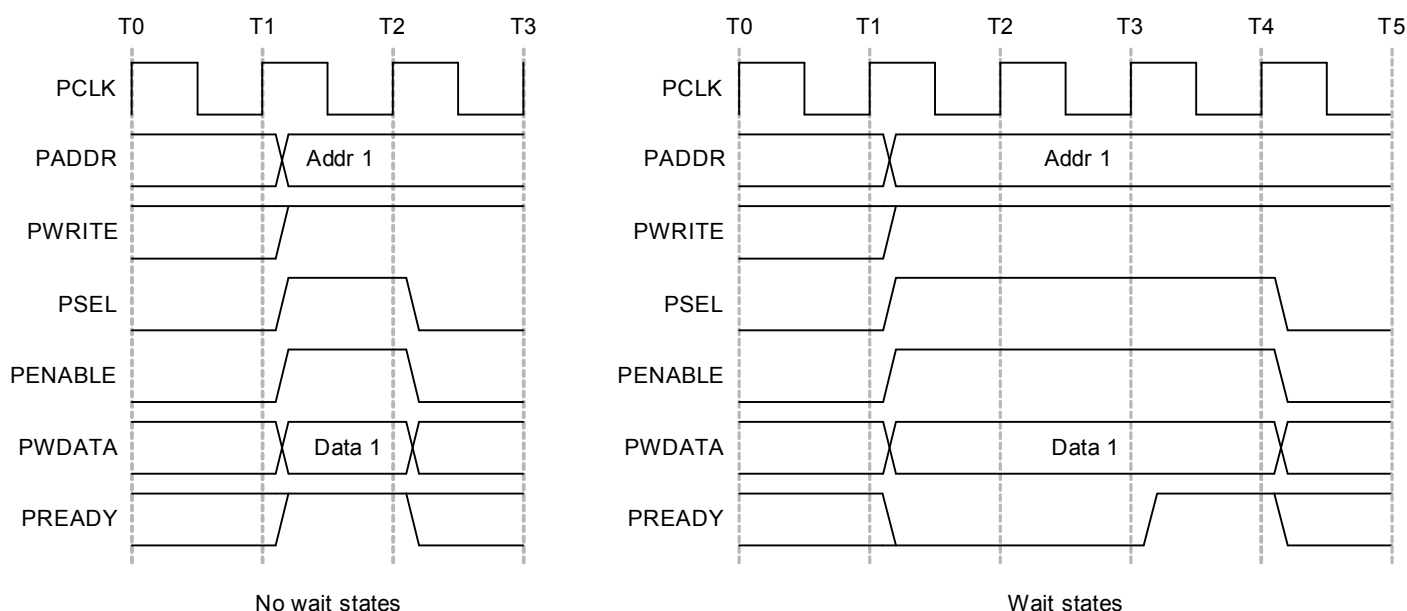 T0 T1 T2 T3 T0 T1 T2 T3 T4 T5
PCLK PCLK
PADDR Addr 1 PADDR Addr 1
PWRITE PWRITE
PSEL PSEL
PENABLE PENABLE
PWDATA Data 1 PWDATA Data 1
PREADY PREADY
No wait states Wait states